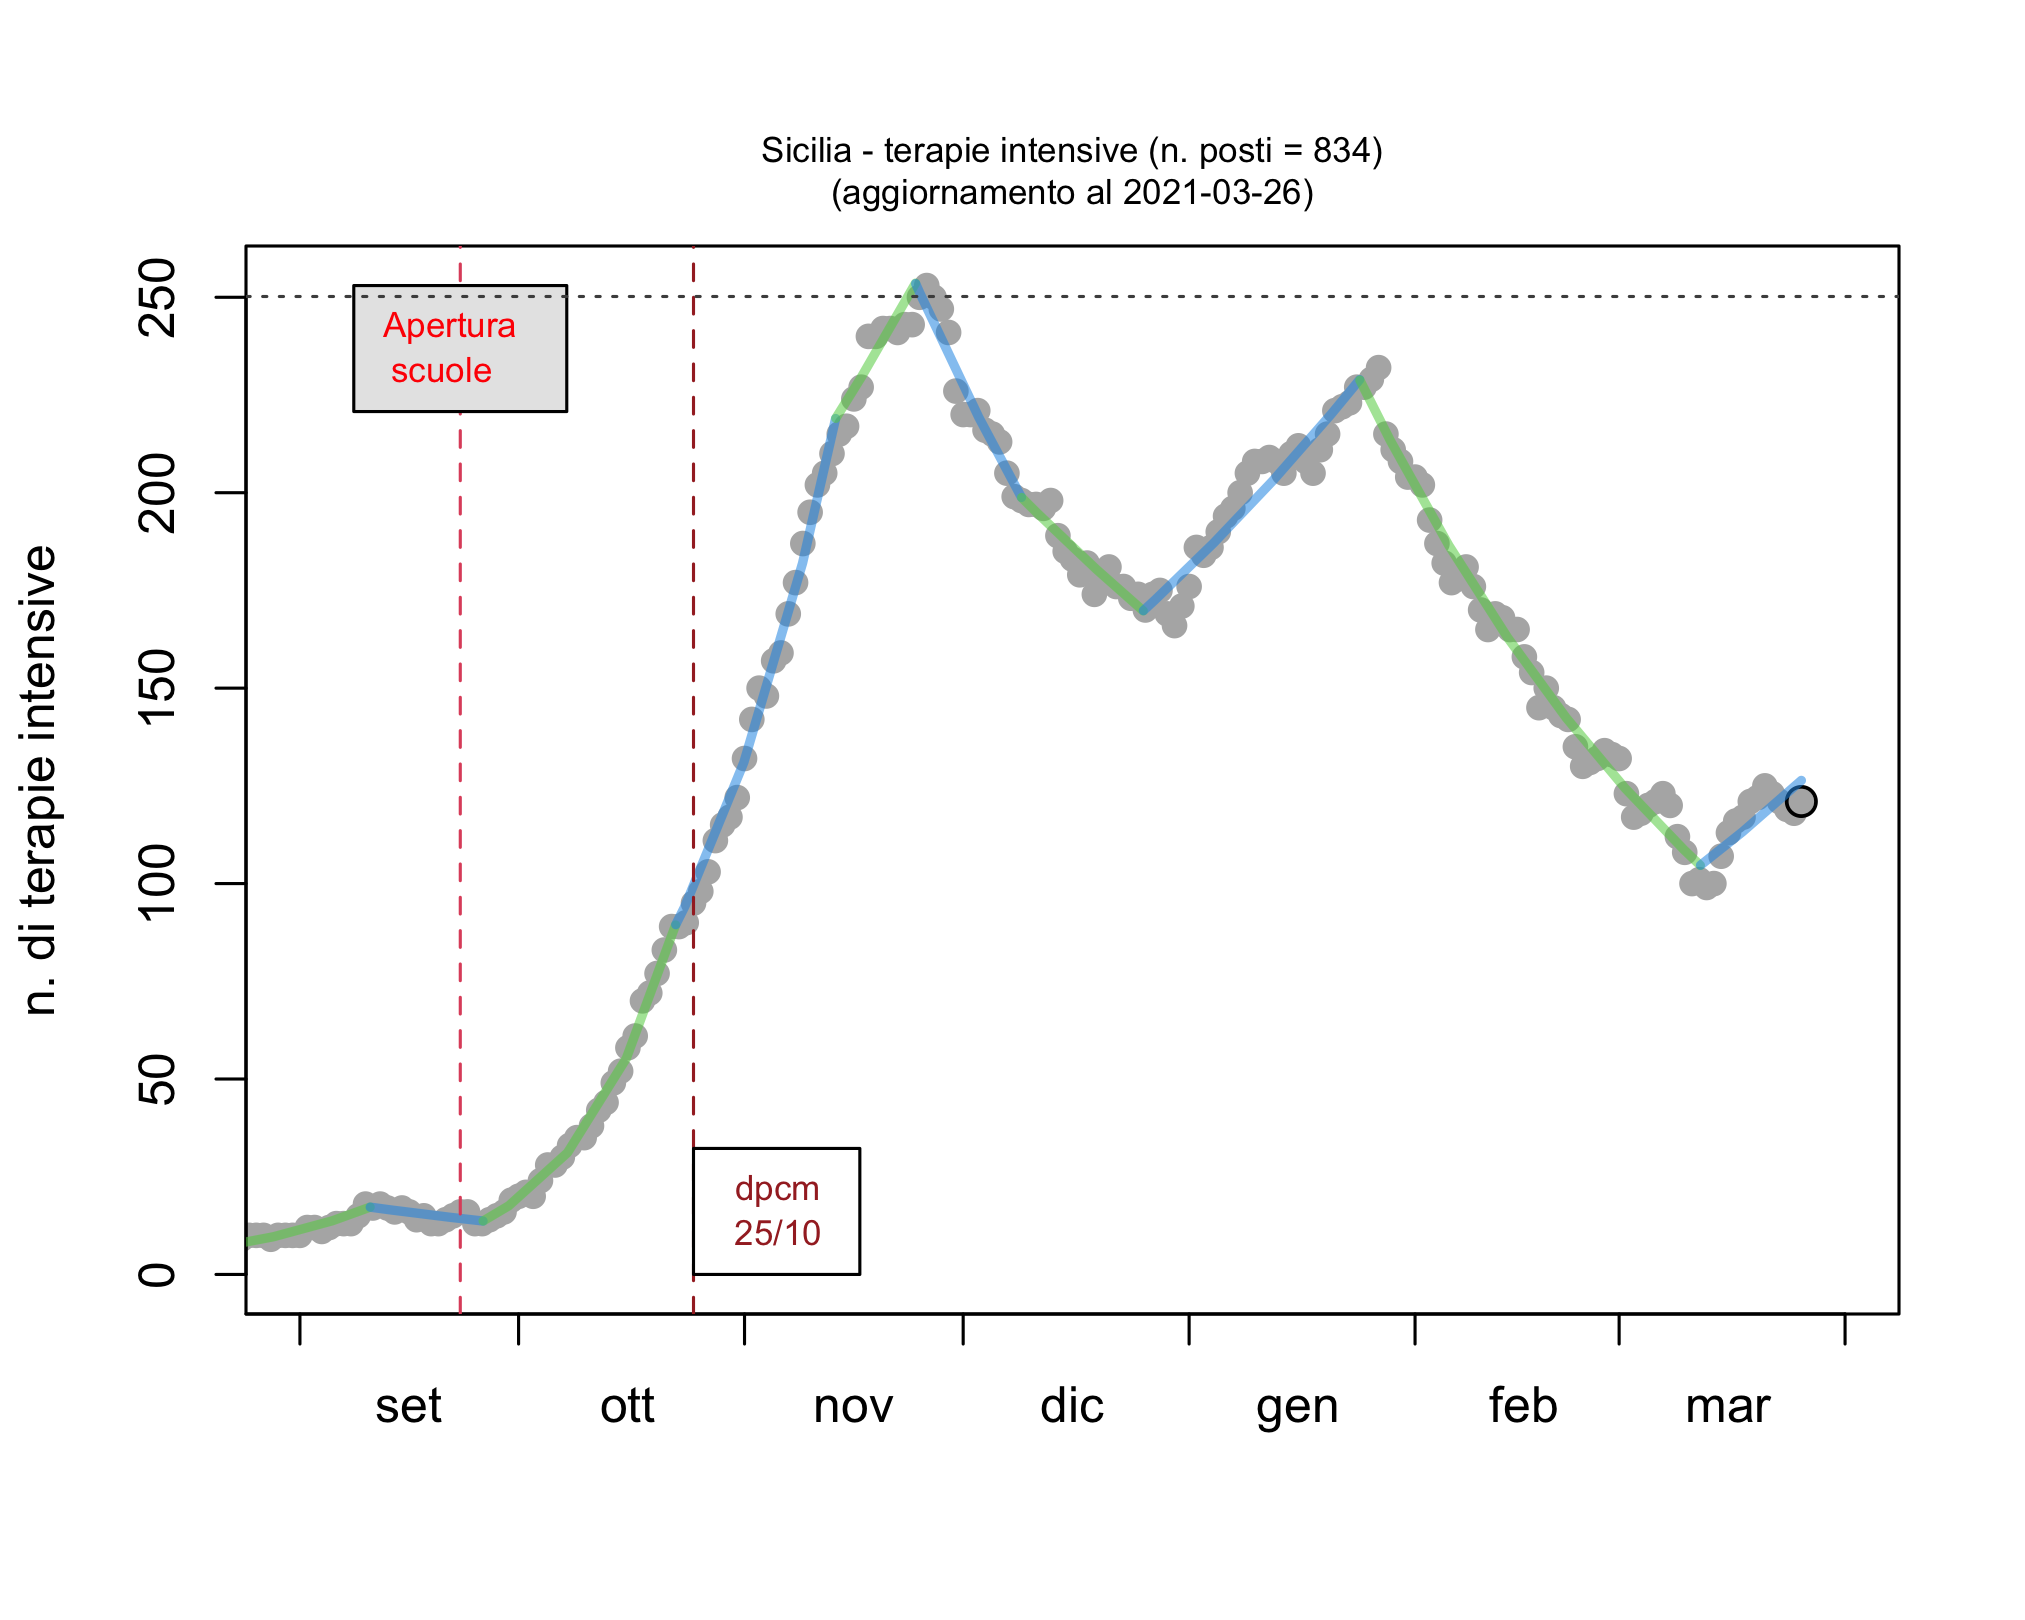 Sicilia - terapie intensive (n. posti = 834)
(aggiornamento al 2021-03-26)
n. di terapie intensive
250
200
150
100
50
0
Apertura
scuole
dpcm
25/10
set
ott
nov
dic
gen
feb
mar